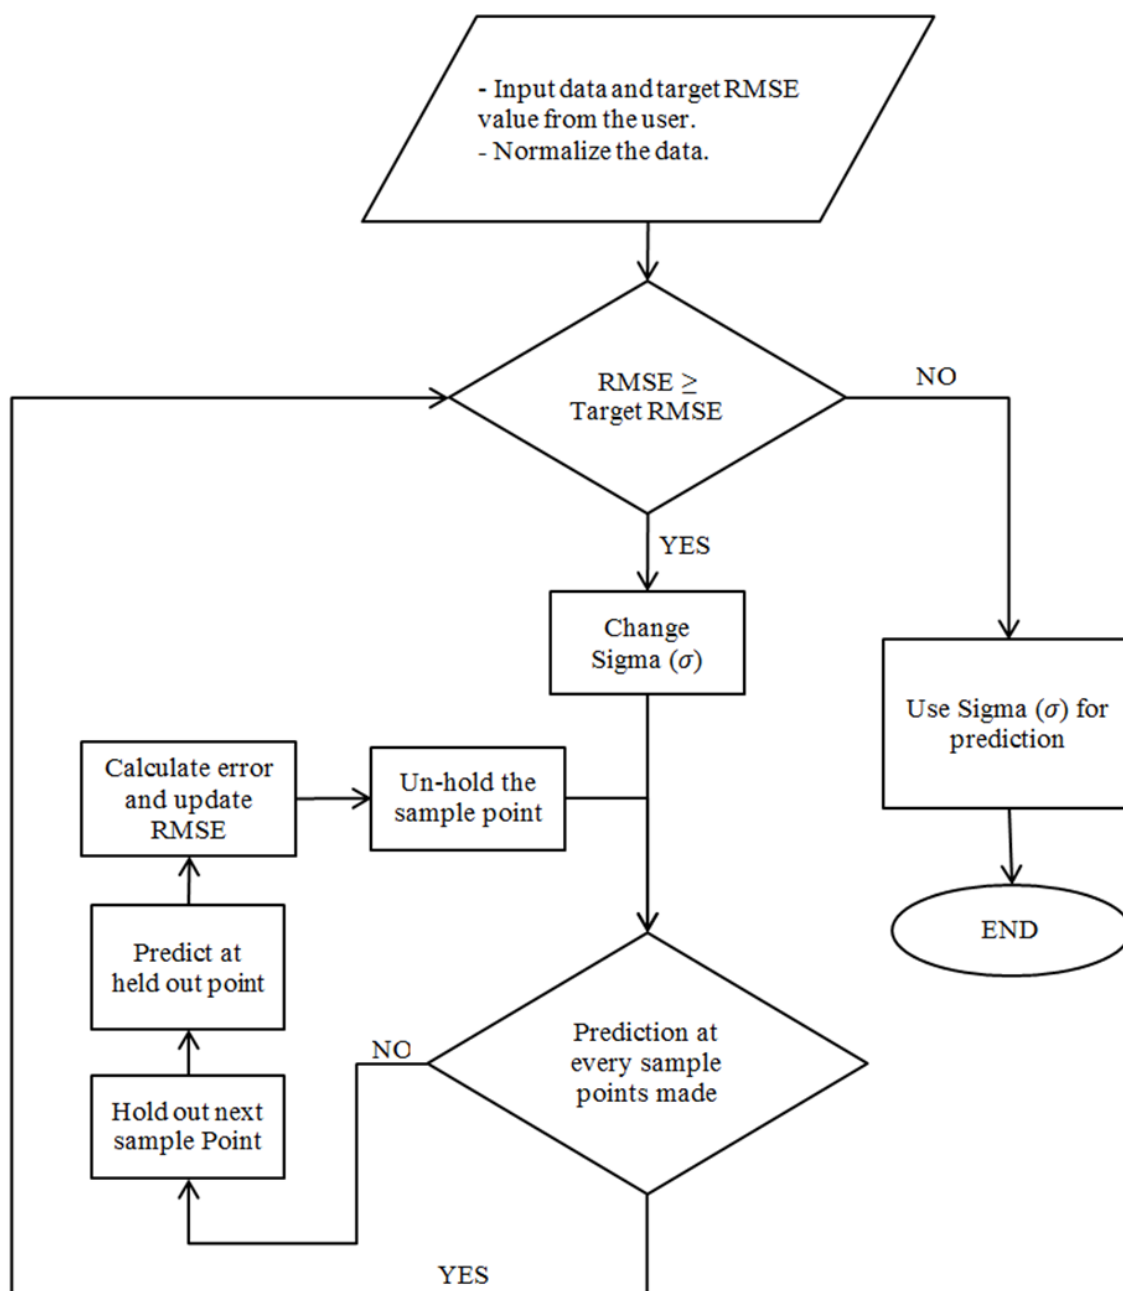 - Input data and target RMSE
value from the user.
- Normalize the data.
RMSE ≥
Target RMSE
NO
YES
Change
Sigma (σ)
Use Sigma (σ) for
prediction
Calculate error
and update
RMSE
Un-hold the
sample point
Predict at
held out point
END
Prediction at
every sample
points made
NO
Hold out next
sample Point
YES